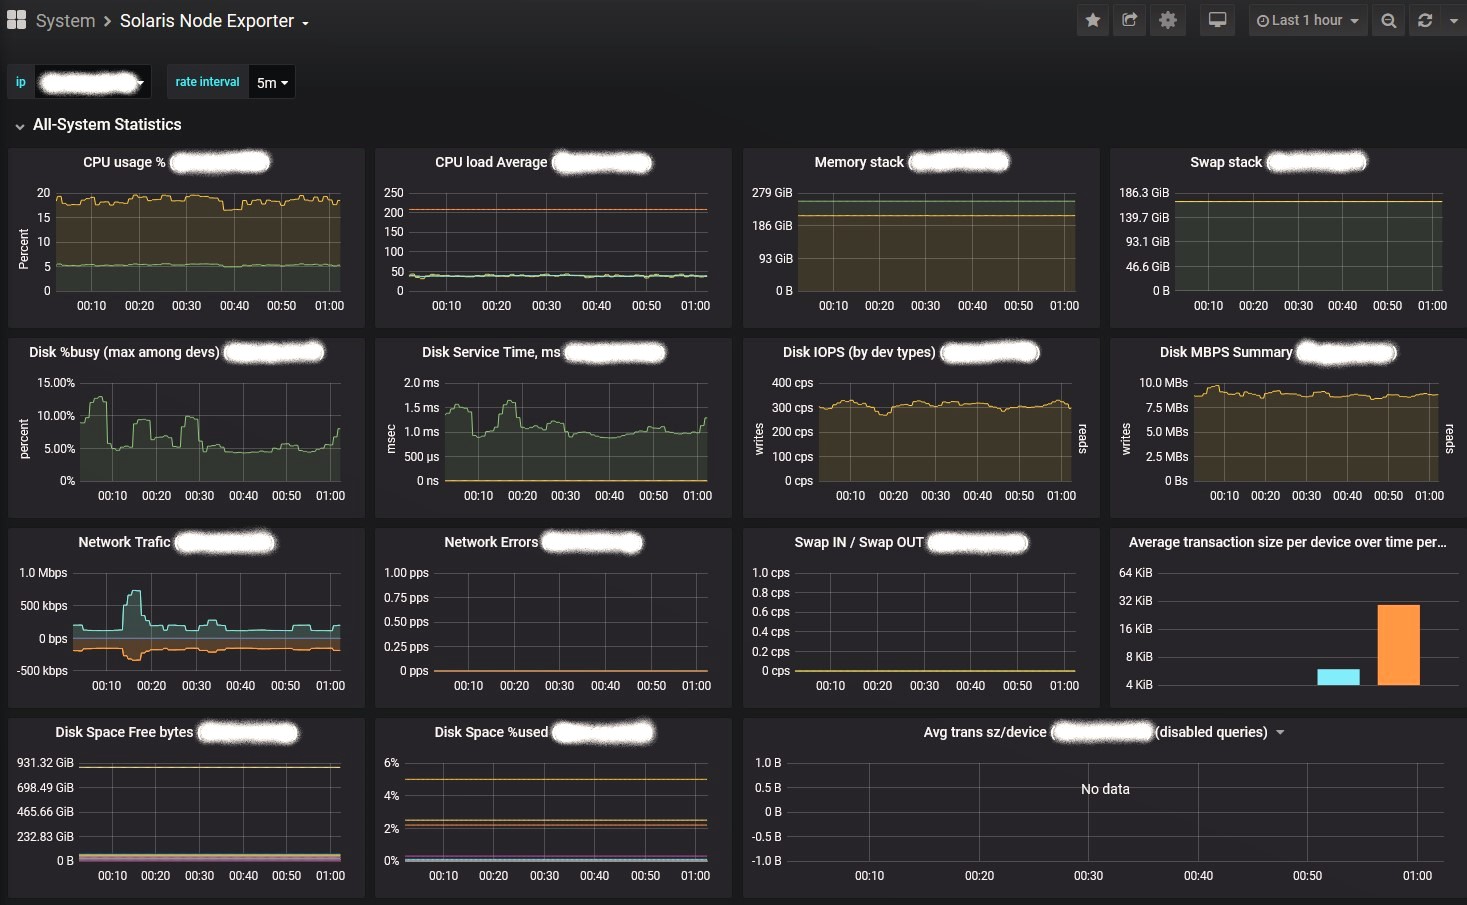 System > Solaris Node Exporter
Last 1 hour
ip
rate interval 5m
All-System Statistics
CPU usage %
20
15
10
5
0
Percent
00:10 00:20 00:30 00:40 00:50 01:00
CPU load Average
250
200
150
100
50
0
00:10 00:20 00:30 00:40 00:50 01:00
Memory stack
279 GiB
186 GiB
93 GiB
0 B
00:10 00:20 00:30 00:40 00:50 01:00
Swap stack
186.3 GiB
139.7 GiB
93.1 GiB
46.6 GiB
0 B
00:10 00:20 00:30 00:40 00:50 01:00
Disk %busy (max among devs)
15.00%
10.00%
5.00%
0%
percent
00:10 00:20 00:30 00:40 00:50 01:00
Disk Service Time, ms
2.0 ms
1.5 ms
1.0 ms
500 µs
0 ns
msec
00:10 00:20 00:30 00:40 00:50 01:00
Disk IOPS (by dev types)
400 cps
300 cps
200 cps
100 cps
0 cps
writes
reads
00:10 00:20 00:30 00:40 00:50 01:00
Disk MBPS Summary
10.0 MBs
7.5 MBs
5.0 MBs
2.5 MBs
0 Bs
writes
reads
00:10 00:20 00:30 00:40 00:50 01:00
Network Trafic
1.0 Mbps
500 kbps
0 bps
-500 kbps
00:10 00:20 00:30 00:40 00:50 01:00
Network Errors
1.00 pps
0.75 pps
0.50 pps
0.25 pps
0 pps
00:10 00:20 00:30 00:40 00:50 01:00
Swap IN / Swap OUT
1.0 cps
0.8 cps
0.6 cps
0.4 cps
0.2 cps
0 cps
00:10 00:20 00:30 00:40 00:50 01:00
Average transaction size per device over time per...
64 KiB
32 KiB
16 KiB
8 KiB
4 KiB
Disk Space Free bytes
931.32 GiB
698.49 GiB
465.66 GiB
232.83 GiB
0 B
00:10 00:20 00:30 00:40 00:50 01:00
Disk Space %used
6%
4%
2%
0%
00:10 00:20 00:30 00:40 00:50 01:00
Avg trans sz/device ( (disabled queries)
1.0 B
0.5 B
0 B
-0.5 B
-1.0 B
No data
00:10 00:20 00:30 00:40 00:50 01:00